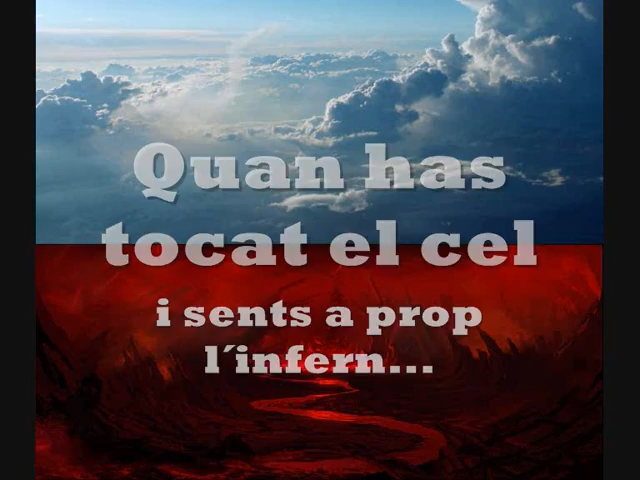 Quan has
tocat el cel
i sents a prop
l´infern...